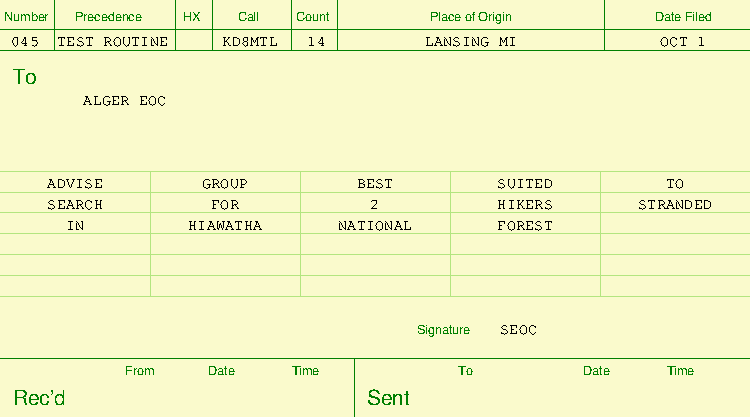 Number Precedence HX Call Count Place of Origin Date Filed
045 TEST ROUTINE KD8MTL 14 LANSING MI OCT 1
To
ALGER EOC
ADVISE GROUP BEST SUITED TO
SEARCH FOR 2 HIKERS STRANDED
IN HIAWATHA NATIONAL FOREST
Signature SEOC
From Date Time To Date Time
Rec'd Sent